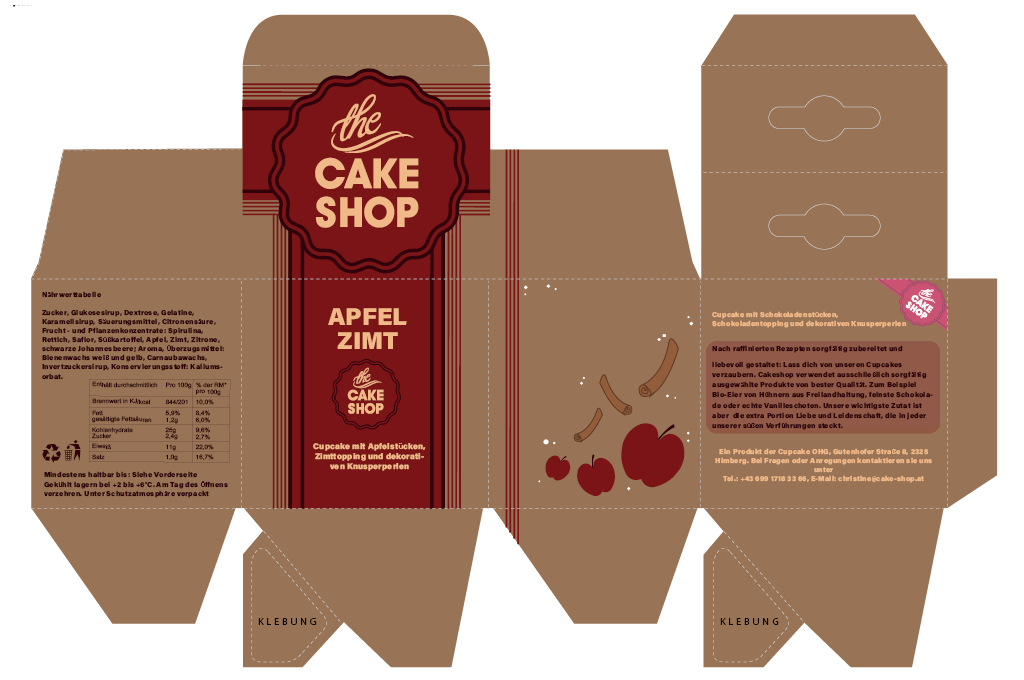 the
CAKE
SHOP
Nährwerttabelle
Zucker, Glukosesirup, Dextrose, Gelatine,
Karamellsirup, Säuerungsmittel, Citronensäure,
Frucht - und Pflanzenkonzentrate: Spirulina,
Rettich, Saflor, Süßkartoffel, Apfel, Zimt, Zitrone,
schwarze Johannesbeere; Aroma, Überzugsmittel:
Bienenwachs weiß und gelb, Carnaubawachs,
Invertzuckersirup, Konservierungsstoff: Kaliums-
orbat.
Enthält durchschnittlich Pro 100g % der RM*
pro 100g
Brennwert in KJ/kcal 844/201 10,0%
Fett 5,9% 8,4%
gesättigte Fettsäuren 1,2g 6,0%
Kohlenhydrate 25g 9,6%
Zucker 2,4g 2,7%
Eiweiß 11g 22,0%
Salz 1,0g 16,7%
Mindestens haltbar bis: Siehe Vorderseite
Gekühlt lagern bei +2 bis +6°C. Am Tag des Öffnens
verzehren. Unter Schutzatmosphäre verpackt
APFEL
ZIMT
the
CAKE
SHOP
Cupcake mit Apfelstücken,
Zimttopping und dekorati-
ven Knusperperlen
the
CAKE
SHOP
Cupcake mit Schokoladenstücken,
Schokoladentopping und dekorativen Knusperperlen
Nach raffinierten Rezepten sorgfältig zubereitet und
liebevoll gestaltet: Lass dich von unseren Cupcakes
verzaubern. Cakeshop verwendet ausschließlich sorgfältig
ausgewählte Produkte von bester Qualität. Zum Beispiel
Bio-Eier von Hühnern aus Freilandhaltung, feinste Schokola-
de oder echte Vanilleschoten. Unsere wichtigste Zutat ist
aber die extra Portion Liebe und Leidenschaft, die in jeder
unserer süßen Verführungen steckt.
Ein Produkt der Cupcake OHG, Gutenhofer Straße 8, 2325
Himberg. Bei Fragen oder Anregungen kontaktieren sie uns
unter
Tel.: +43 699 1718 33 66, E-Mail: christine@cake-shop.at
KLEBUNG
KLEBUNG